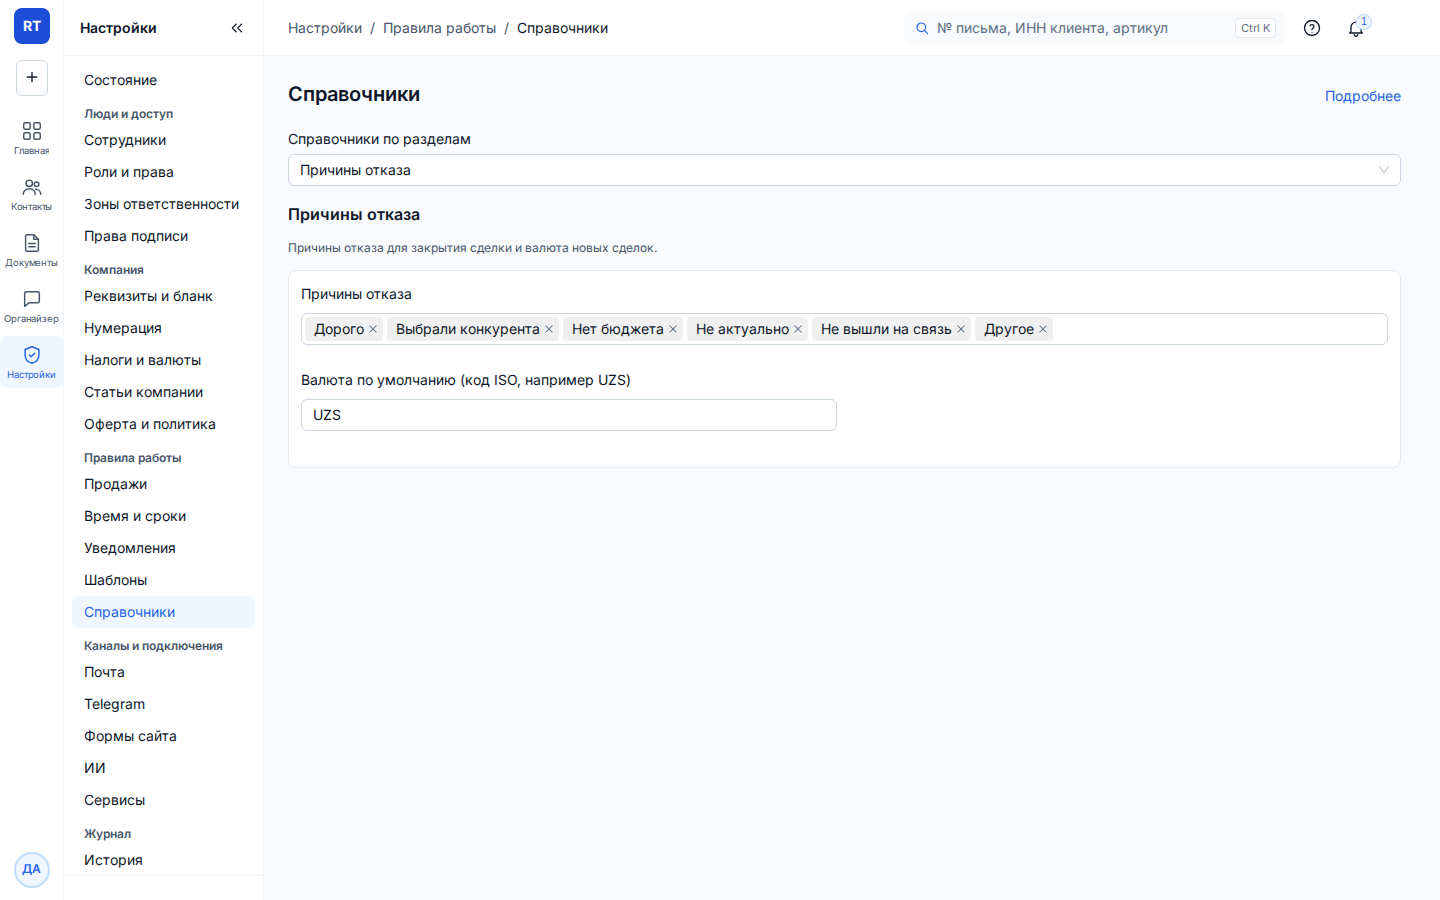 RT
Главная
Контакты
Документы
Органайзер
Настройки
ДА
Настройки
Состояние
Люди и доступ
Сотрудники
Роли и права
Зоны ответственности
Права подписи
Компания
Реквизиты и бланк
Нумерация
Налоги и валюты
Статьи компании
Оферта и политика
Правила работы
Продажи
Время и сроки
Уведомления
Шаблоны
Справочники
Каналы и подключения
Почта
Telegram
Формы сайта
ИИ
Сервисы
Журнал
История
Настройки / Правила работы / Справочники
№ письма, ИНН клиента, артикул Ctrl K
1
Справочники
Подробнее
Справочники по разделам
Причины отказа
Причины отказа
Причины отказа для закрытия сделки и валюта новых сделок.
Причины отказа
Дорого Выбрали конкурента Нет бюджета Не актуально Не вышли на связь Другое
Валюта по умолчанию (код ISO, например UZS)
UZS